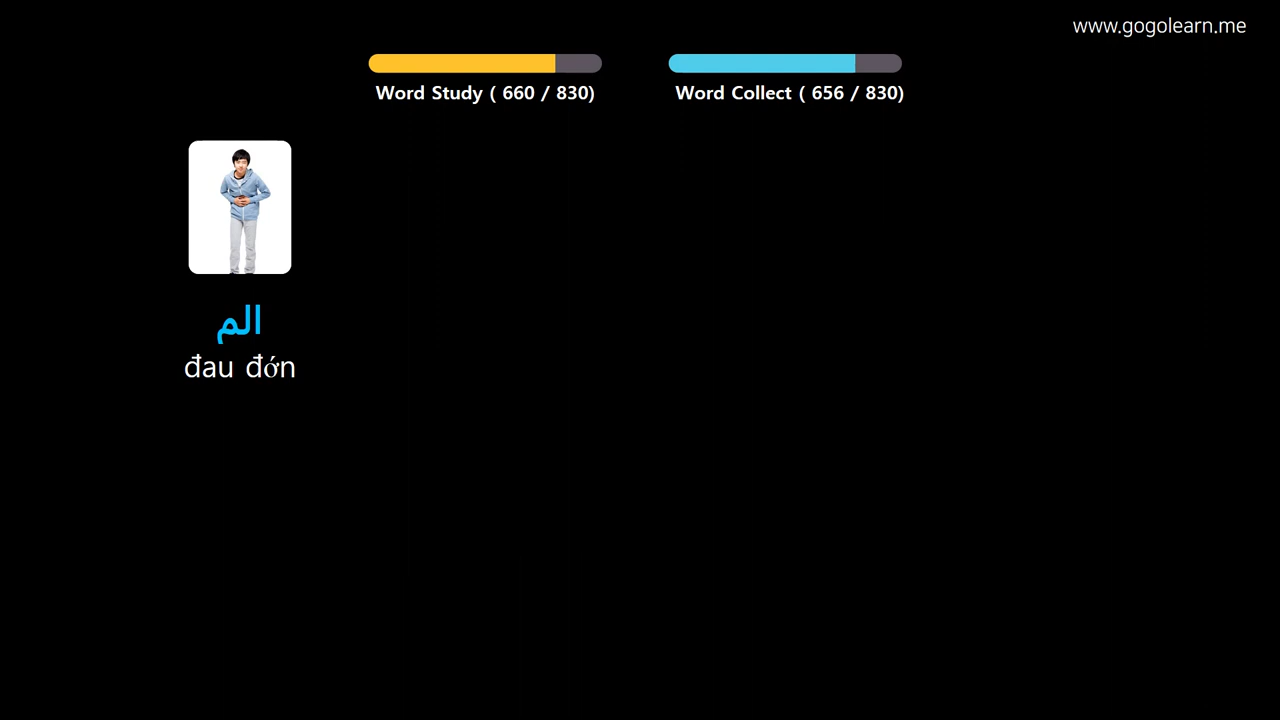 www.gogolearn.me
Word Study ( 660 / 830)
Word Collect ( 656 / 830)
الم
đau đớn